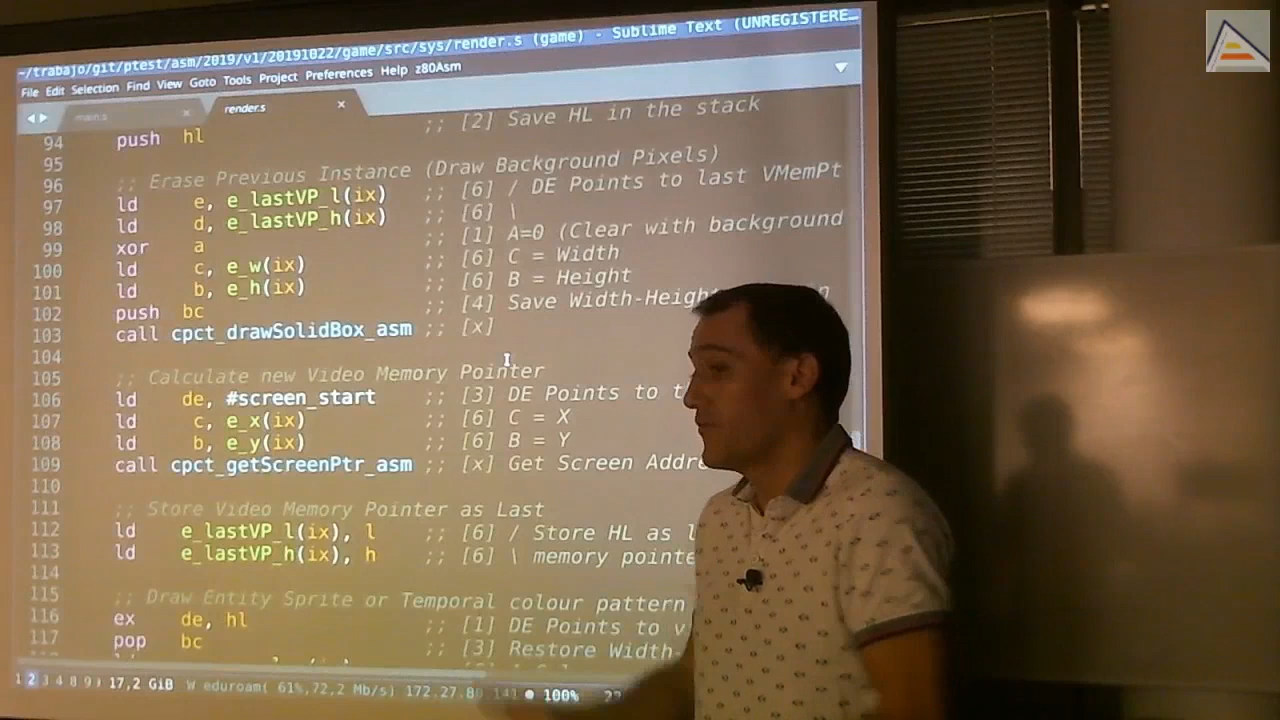 ~/trabajo/git/ptest/asm/2019/v1/20191022/game/src/sys/render.s (game) - Sublime Text (UNREGISTERE…
File Edit Selection Find View Goto Tools Project Preferences Help z80Asm
main.s × render.s ×
94 push hl ;; [2] Save HL in the stack
95
96 ;; Erase Previous Instance (Draw Background Pixels)
97 ld e, e_lastVP_l(ix) ;; [6] / DE Points to last VMemPt
98 ld d, e_lastVP_h(ix) ;; [6] \
99 xor a ;; [1] A=0 (Clear with background
100 ld c, e_w(ix) ;; [6] C = Width
101 ld b, e_h(ix) ;; [6] B = Height
102 push bc ;; [4] Save Width-Height
103 call cpct_drawSolidBox_asm ;; [x]
104
105 ;; Calculate new Video Memory Pointer
106 ld de, #screen_start ;; [3] DE Points to t
107 ld c, e_x(ix) ;; [6] C = X
108 ld b, e_y(ix) ;; [6] B = Y
109 call cpct_getScreenPtr_asm ;; [x] Get Screen Addre
110
111 ;; Store Video Memory Pointer as Last
112 ld e_lastVP_l(ix), l ;; [6] / Store HL as l
113 ld e_lastVP_h(ix), h ;; [6] \ memory pointe
114
115 ;; Draw Entity Sprite or Temporal colour pattern
116 ex de, hl ;; [1] DE Points to v
117 pop bc ;; [3] Restore Width-
1 2 3 4 8 9 17,2 GiB W eduroam( 61%,72,2 Mb/s) 172.27.8 100%